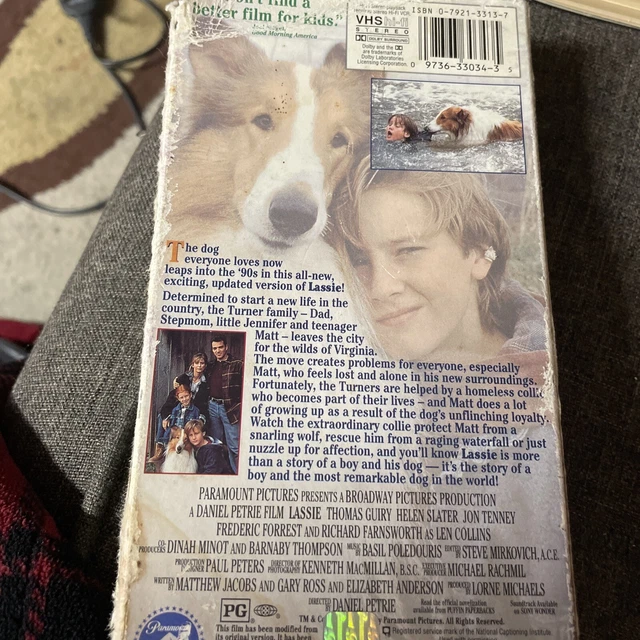 find a
better film for kids."
Good Morning America
VHS hi-fi
STEREO
DOLBY SURROUND
Dolby and the
are trademarks of
Dolby Laboratories
Licensing Corporation.
ISBN 0-7921-3313-7
0 9736-33034-3 5
The dog
everyone loves now
leaps into the '90s in this all-new,
exciting, updated version of Lassie!
Determined to start a new life in the
country, the Turner family – Dad,
Stepmom, little Jennifer and teenager
Matt – leaves the city
for the wilds of Virginia.
The move creates problems for everyone, especially
Matt, who feels lost and alone in his new surroundings.
Fortunately, the Turners are helped by a homeless
who becomes part of their lives – and Matt does a lot
of growing up as a result of the dog's unflinching loyalty.
Watch the extraordinary collie protect Matt from a
snarling wolf, rescue him from a raging waterfall or just
nuzzle up for affection, and you'll know Lassie is more
than a story of a boy and his dog — it's the story of a
boy and the most remarkable dog in the world!
PARAMOUNT PICTURES PRESENTS A BROADWAY PICTURES PRODUCTION
A DANIEL PETRIE FILM LASSIE THOMAS GUIRY HELEN SLATER JON TENNEY
FREDERIC FORREST AND RICHARD FARNSWORTH AS LEN COLLINS
CO-PRODUCERS DINAH MINOT AND BARNABY THOMPSON MUSIC BY BASIL POLEDOURIS EDITED BY STEVE MIRKOVICH, A.C.E.
PRODUCTION DESIGNER PAUL PETERS DIRECTOR OF PHOTOGRAPHY KENNETH MACMILLAN, B.S.C. EXECUTIVE PRODUCER MICHAEL RACHMIL
WRITTEN BY MATTHEW JACOBS AND GARY ROSS AND ELIZABETH ANDERSON PRODUCED BY LORNE MICHAELS
DIRECTED BY DANIEL PETRIE
Paramount
PG
Read the official novelization
available from PUFFIN PAPERBACKS
Soundtrack Available
on SONY WONDER
TM &
Paramount Pictures. All Rights Reserved.
This film has been modified from
its original version. It has been
Registered service mark of the National Captioning Institute